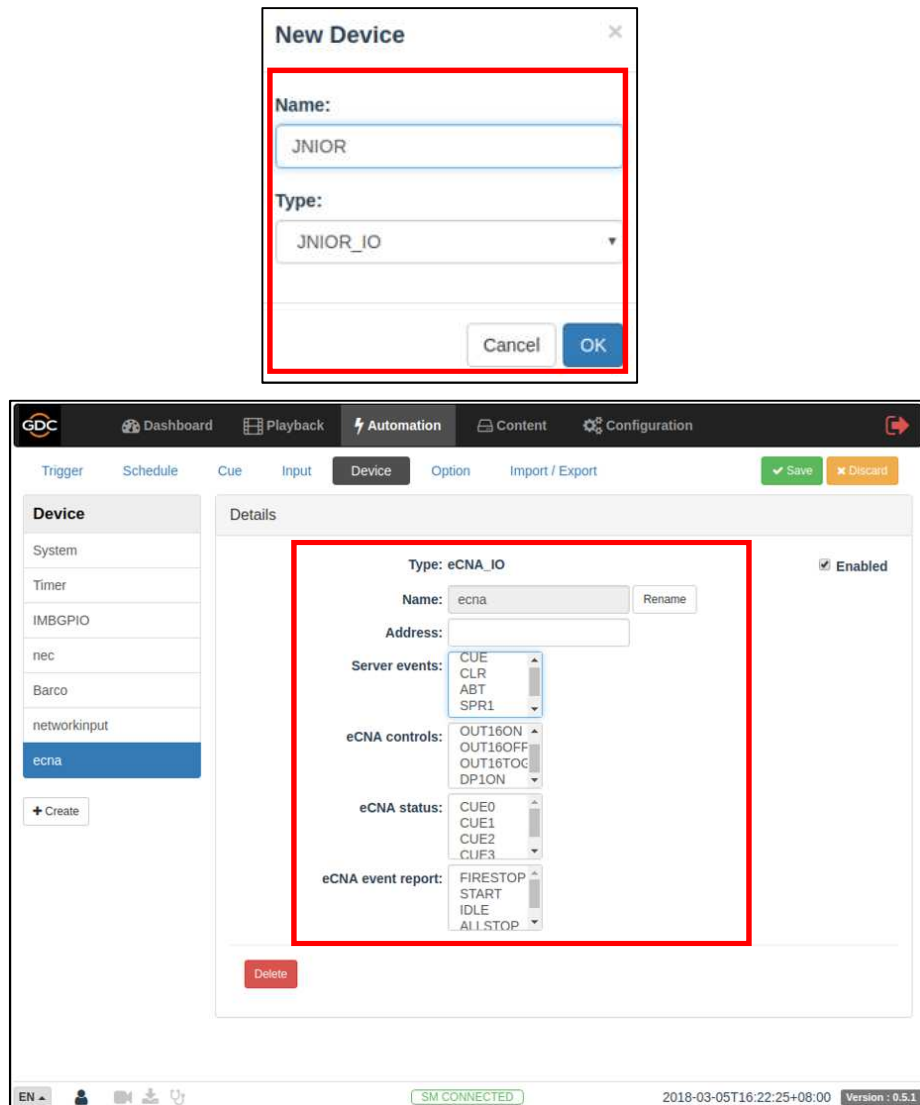 New Device ×
Name:
JNIOR
Type:
JNIOR_IO
Cancel OK
GDC Dashboard Playback Automation Content Configuration
Trigger Schedule Cue Input Device Option Import / Export Save Discard
Device Details
System
Timer
IMBGPIO
nec
Barco
networkinput
ecna
+ Create
Type: eCNA_IO Enabled
Name: ecna Rename
Address:
Server events: CUE
CLR
ABT
SPR1
eCNA controls: OUT16ON
OUT16OFF
OUT16TOG
DP1ON
eCNA status: CUE0
CUE1
CUE2
CUE3
eCNA event report: FIRESTOP
START
IDLE
ALLSTOP
Delete
EN SM CONNECTED 2018-03-05T16:22:25+08:00 Version : 0.5.1